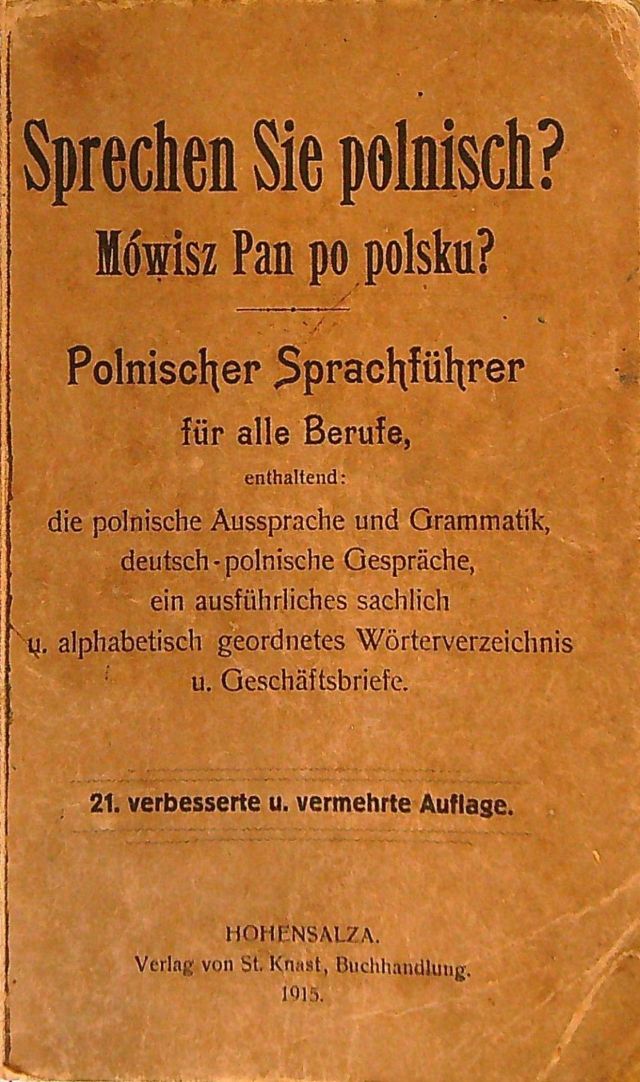 Sprechen Sie polnisch?
Mówisz Pan po polsku?
Polnischer Sprachführer
für alle Berufe,
enthaltend:
die polnische Aussprache und Grammatik,
deutsch-polnische Gespräche,
ein ausführliches sachlich
u. alphabetisch geordnetes Wörterverzeichnis
u. Geschäftsbriefe.
21. verbesserte u. vermehrte Auflage.
HOHENSALZA.
Verlag von St. Knast, Buchhandlung.
1915.